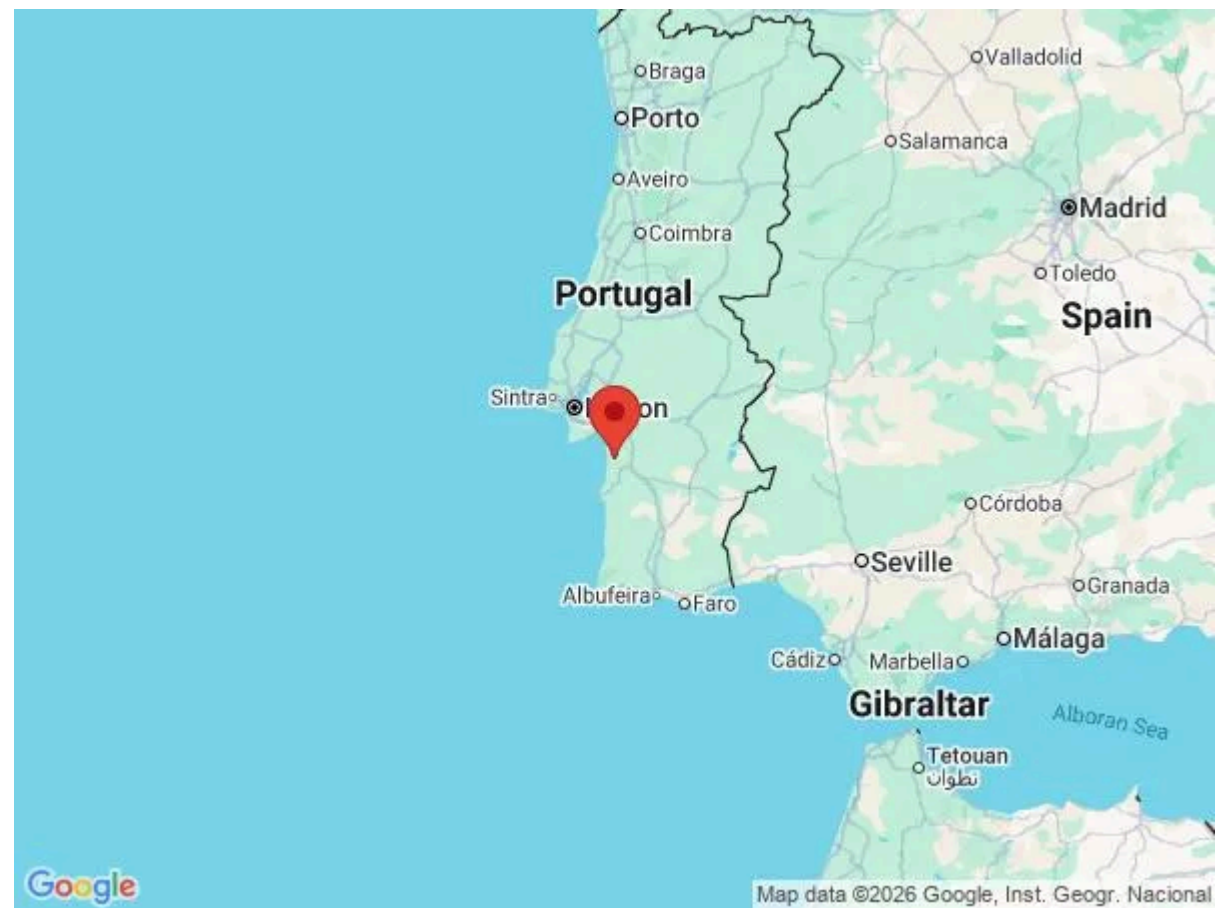 Braga
Valladolid
Porto
Salamanca
Aveiro
Madrid
Coimbra
Toledo
Portugal
Spain
Sintra
Córdoba
Seville
Granada
Albufeira
Faro
Málaga
Cádiz
Marbella
Gibraltar
Alboran Sea
Tetouan
تطوان
Google
Map data ©2026 Google, Inst. Geogr. Nacional